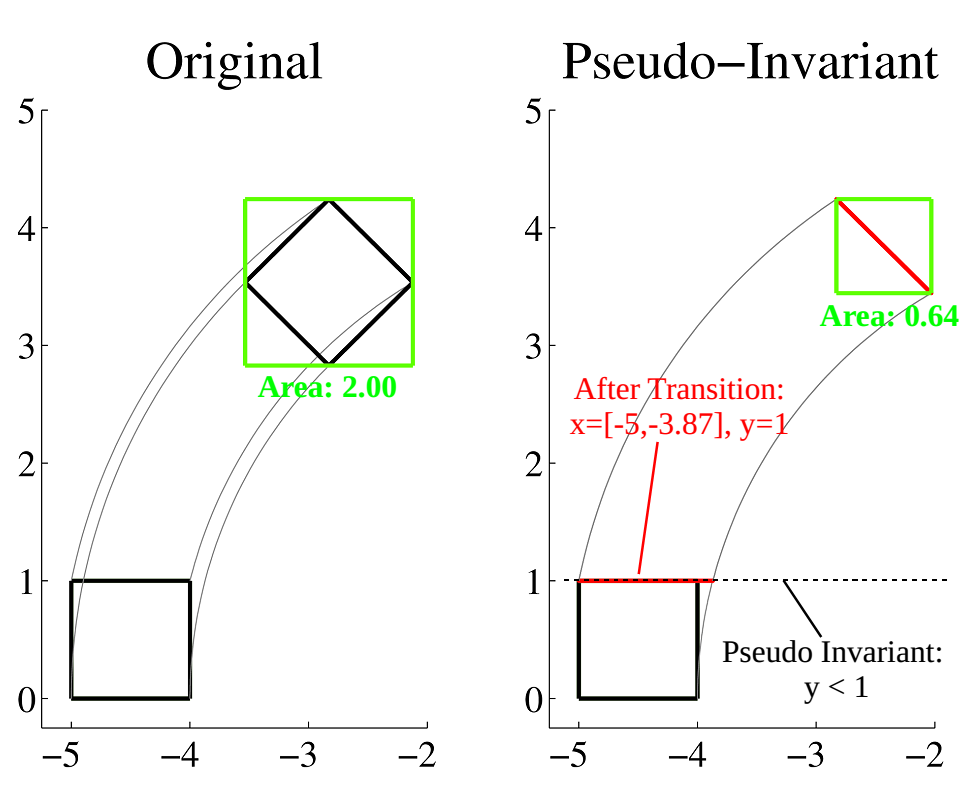 Original
Pseudo−Invariant
5
4
3
2
1
0
−5
−4
−3
−2
Area: 2.00
5
4
3
2
1
0
−5
−4
−3
−2
Area: 0.64
After Transition:
x=[-5,-3.87], y=1
Pseudo Invariant:
y < 1